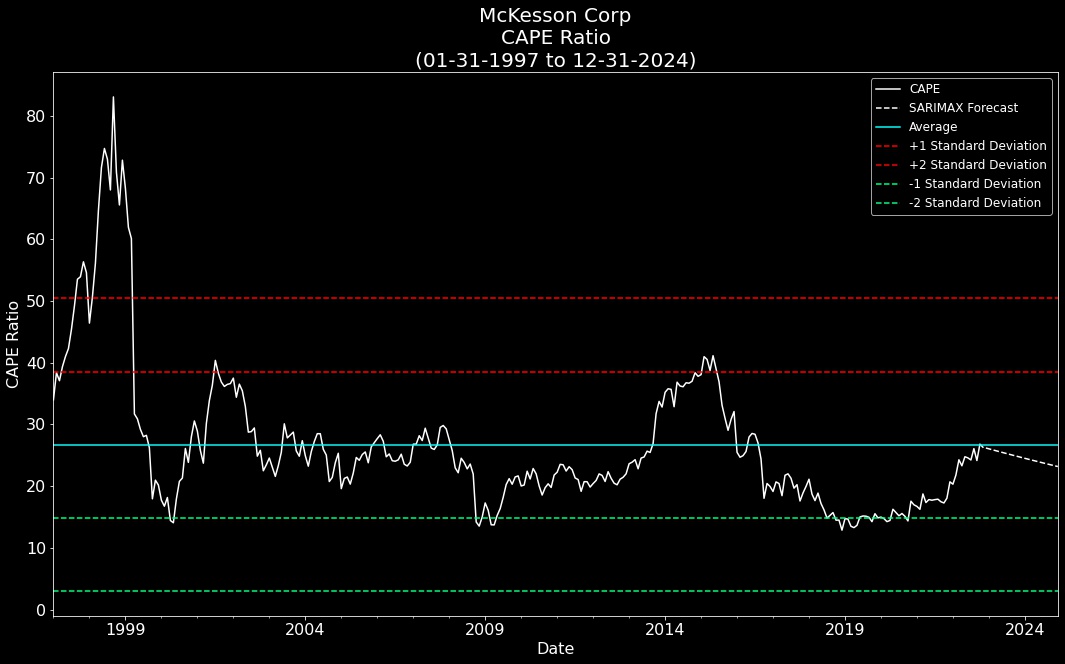 McKesson Corp
CAPE Ratio
(01-31-1997 to 12-31-2024)
CAPE
SARIMAX Forecast
Average
+1 Standard Deviation
+2 Standard Deviation
-1 Standard Deviation
-2 Standard Deviation
CAPE Ratio
80
70
60
50
40
30
20
10
0
1999
2004
2009
2014
2019
2024
Date